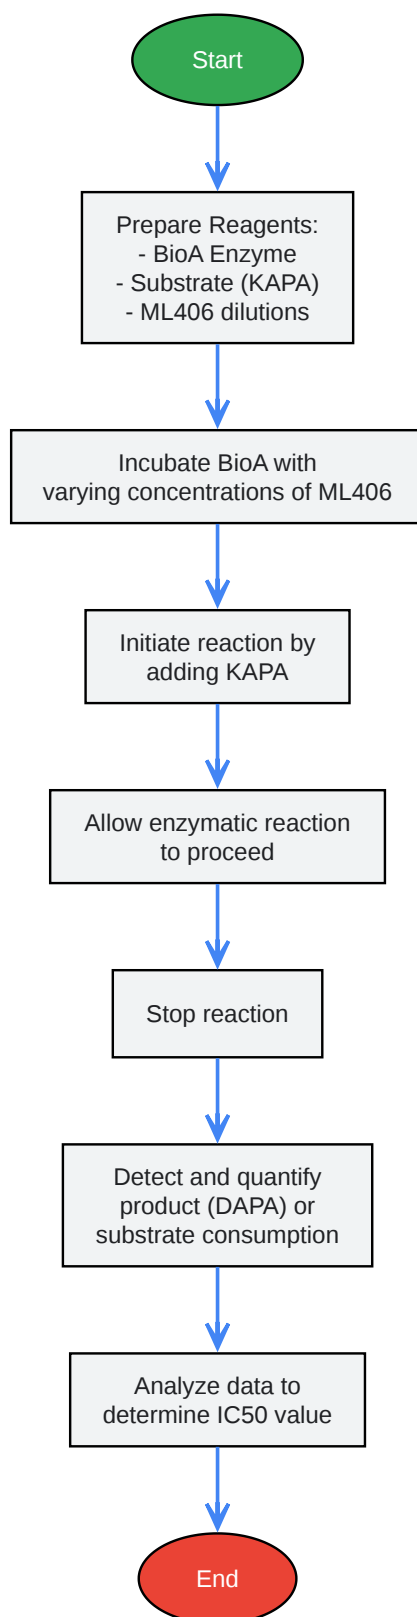 Start
Prepare Reagents:
- BioA Enzyme
- Substrate (KAPA)
- ML406 dilutions
Incubate BioA with
varying concentrations of ML406
Initiate reaction by
adding KAPA
Allow enzymatic reaction
to proceed
Stop reaction
Detect and quantify
product (DAPA) or
substrate consumption
Analyze data to
determine IC50 value
End